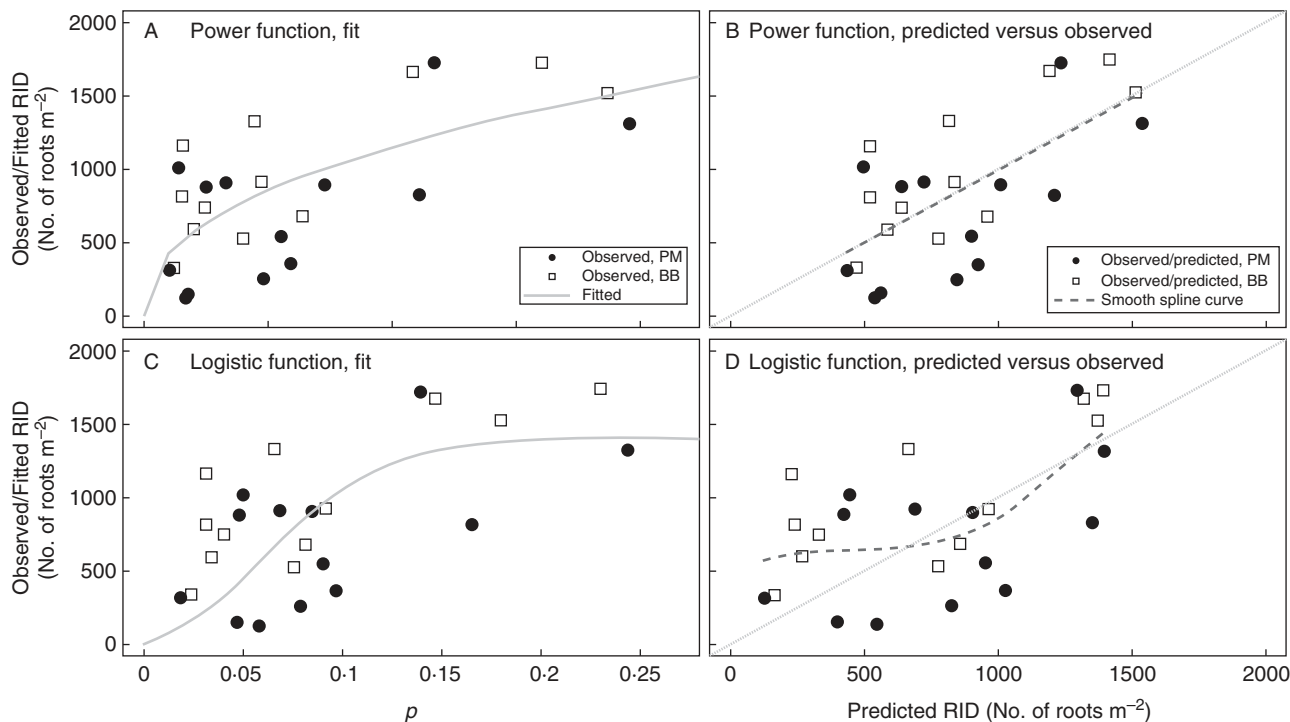 A Power function, fit
2000
1500
1000
500
0
Observed/Fitted RID
(No. of roots m−2)
Observed, PM
Observed, BB
Fitted
B Power function, predicted versus observed
Observed/predicted, PM
Observed/predicted, BB
Smooth spline curve
C Logistic function, fit
2000
1500
1000
500
0
Observed/Fitted RID
(No. of roots m−2)
0 0·05 0·1 0·15 0·2 0·25
p
D Logistic function, predicted versus observed
0 500 1000 1500 2000
Predicted RID (No. of roots m−2)